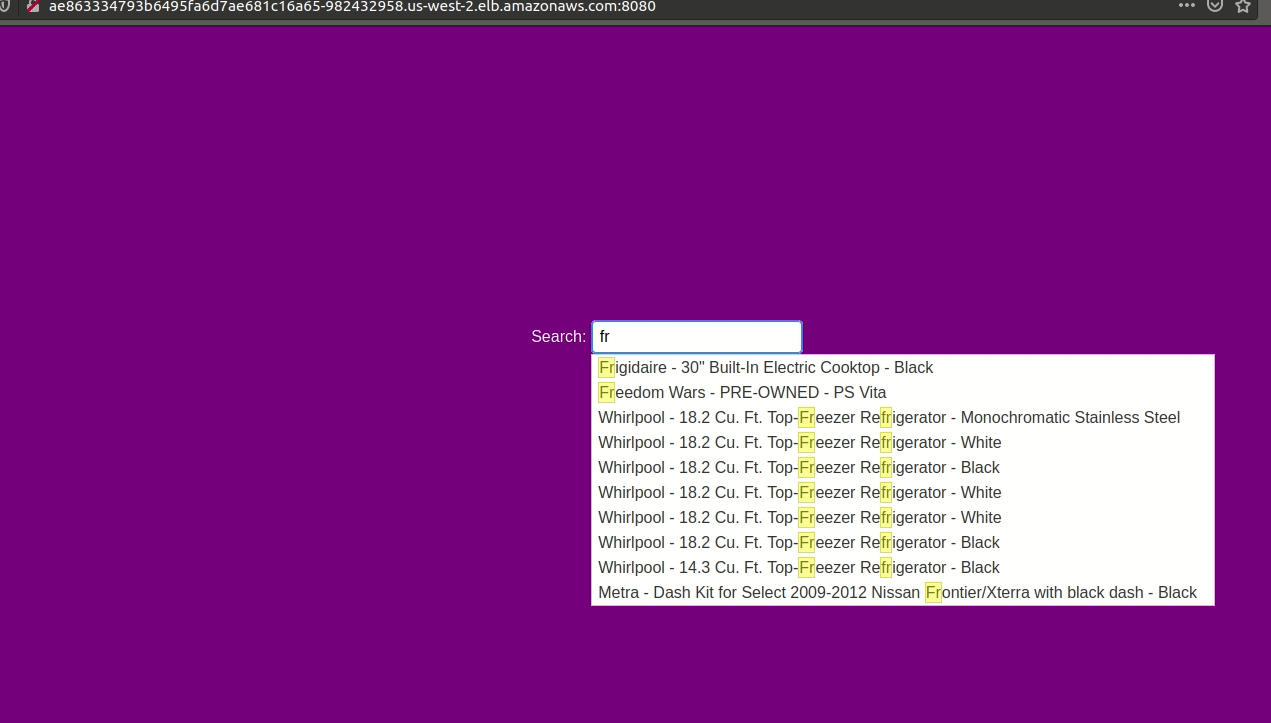 ae863334793b6495fa6d7ae681c16a65-982432958.us-west-2.elb.amazonaws.com:8080
Search: fr
Frigidaire - 30" Built-In Electric Cooktop - Black
Freedom Wars - PRE-OWNED - PS Vita
Whirlpool - 18.2 Cu. Ft. Top-Freezer Refrigerator - Monochromatic Stainless Steel
Whirlpool - 18.2 Cu. Ft. Top-Freezer Refrigerator - White
Whirlpool - 18.2 Cu. Ft. Top-Freezer Refrigerator - Black
Whirlpool - 18.2 Cu. Ft. Top-Freezer Refrigerator - White
Whirlpool - 18.2 Cu. Ft. Top-Freezer Refrigerator - White
Whirlpool - 18.2 Cu. Ft. Top-Freezer Refrigerator - Black
Whirlpool - 14.3 Cu. Ft. Top-Freezer Refrigerator - Black
Metra - Dash Kit for Select 2009-2012 Nissan Frontier/Xterra with black dash - Black